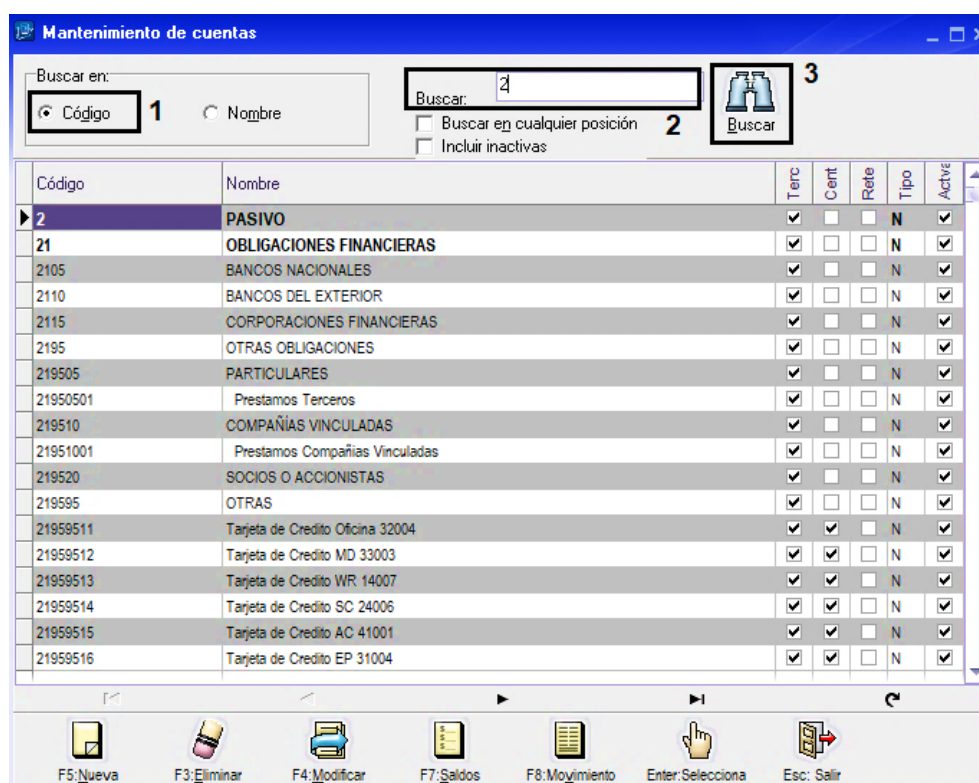 Mantenimiento de cuentas
Buscar en:
Código 1 Nombre
Buscar: 2
Buscar en cualquier posición 2
Incluir inactivas
Buscar 3
Código Nombre Terc Cent Rete Tipo Actva
2 PASIVO N
21 OBLIGACIONES FINANCIERAS N
2105 BANCOS NACIONALES N
2110 BANCOS DEL EXTERIOR N
2115 CORPORACIONES FINANCIERAS N
2195 OTRAS OBLIGACIONES N
219505 PARTICULARES N
21950501 Prestamos Terceros N
219510 COMPAÑÍAS VINCULADAS N
21951001 Prestamos Compañias Vinculadas N
219520 SOCIOS O ACCIONISTAS N
219595 OTRAS N
21959511 Tarjeta de Credito Oficina 32004 N
21959512 Tarjeta de Credito MD 33003 N
21959513 Tarjeta de Credito WR 14007 N
21959514 Tarjeta de Credito SC 24006 N
21959515 Tarjeta de Credito AC 41001 N
21959516 Tarjeta de Credito EP 31004 N
F5:Nueva F3:Eliminar F4:Modificar F7:Saldos F8:Movimiento Enter:Selecciona Esc: Salir